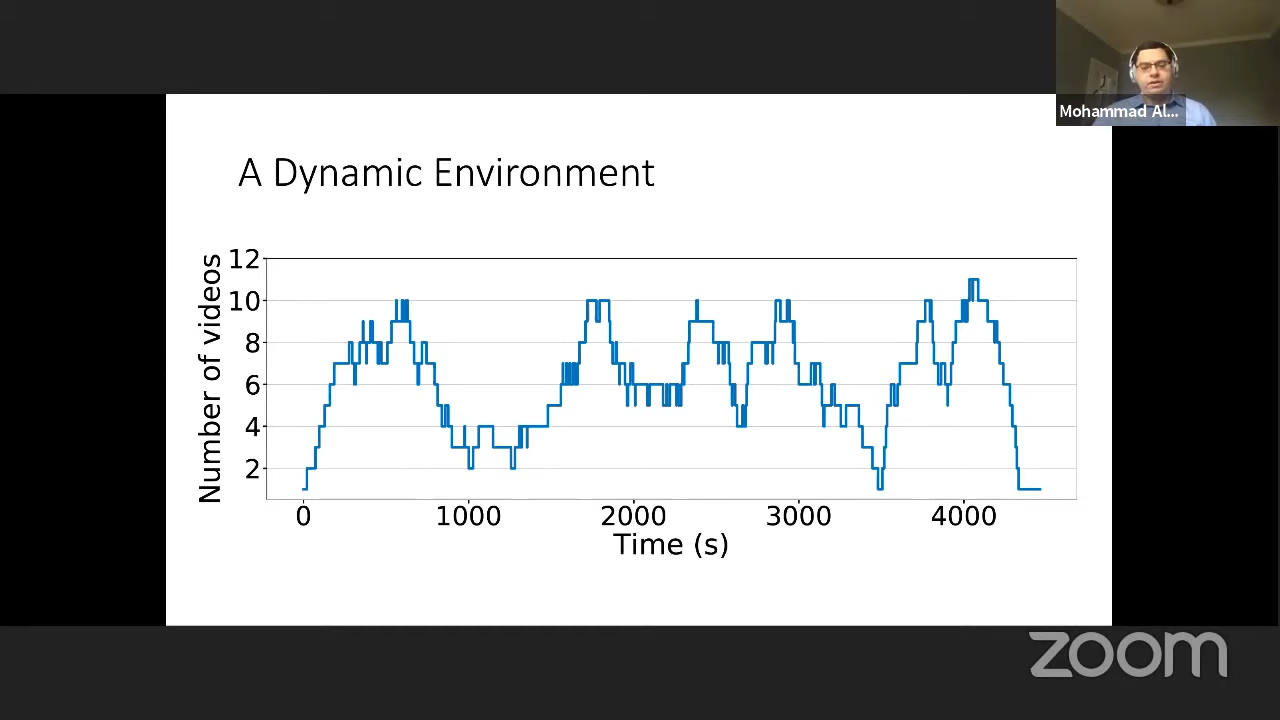 Mohammad Al...
A Dynamic Environment
Number of videos
12
10
8
6
4
2
0 1000 2000 3000 4000
Time (s)
zoom